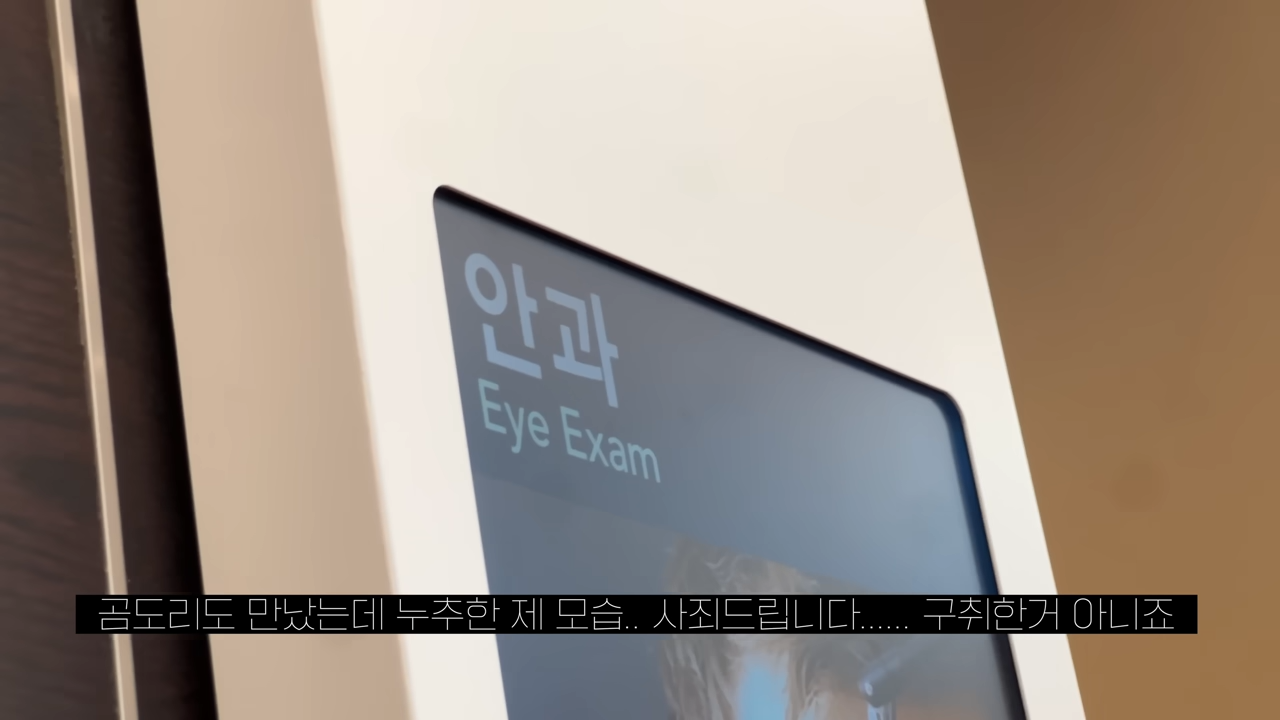 안과
Eye Exam
곰도리도 만났는데 누추한 제 모습.. 사죄드립니다...... 구취한거 아니죠